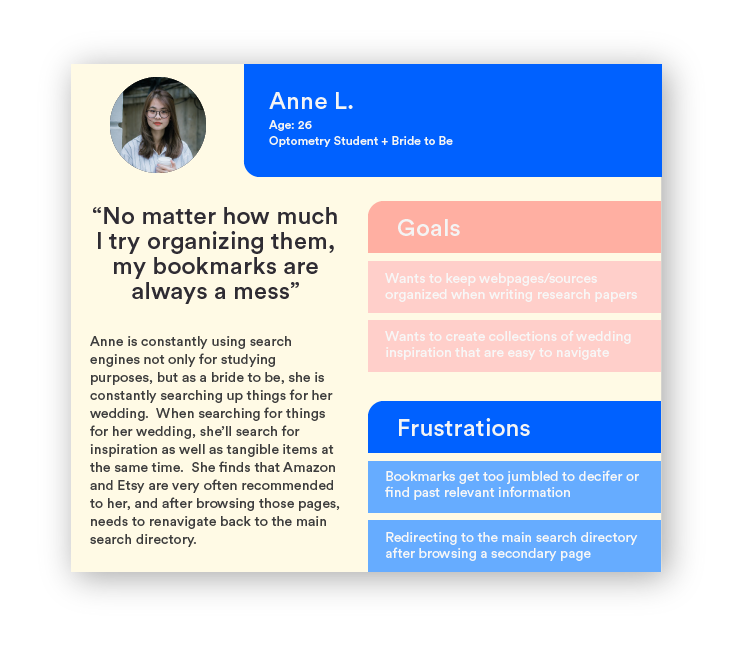 Anne L.
Age: 26
Optometry Student + Bride to Be
“No matter how much
I try organizing them,
my bookmarks are
always a mess”
Anne is constantly using search
engines not only for studying
purposes, but as a bride to be, she is
constantly searching up things for her
wedding.  When searching for things
for her wedding, she’ll search for
inspiration as well as tangible items at
the same time.  She finds that Amazon
and Etsy are very often recommended
to her, and after browsing those pages,
needs to renavigate back to the main
search directory.
Goals
Wants to keep webpages/sources
organized when writing research papers
Wants to create collections of wedding
inspiration that are easy to navigate
Frustrations
Bookmarks get too jumbled to decifer or
find past relevant information
Redirecting to the main search directory
after browsing a secondary page